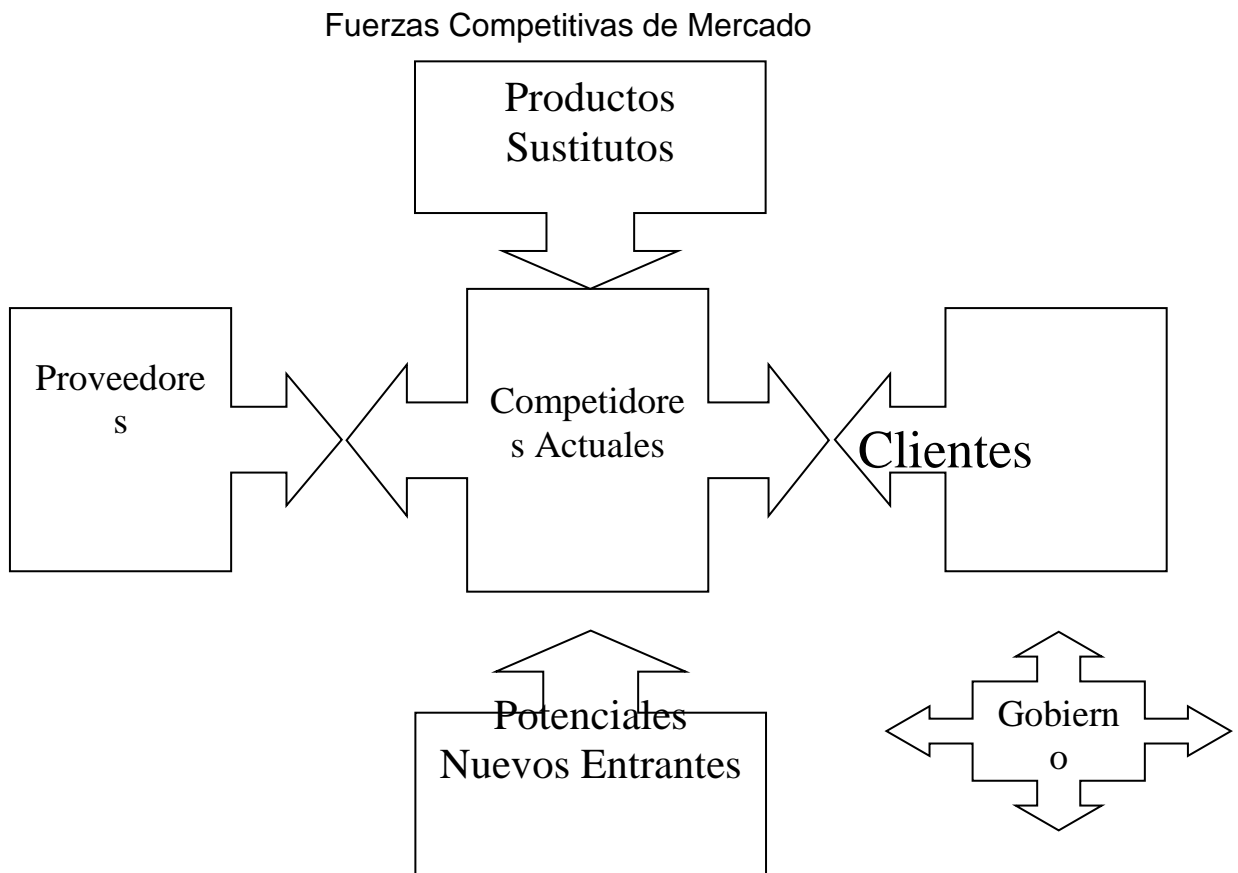 Fuerzas Competitivas de Mercado
Productos
Sustitutos
Proveedore
s
Competidore
s Actuales
Clientes
Potenciales
Nuevos Entrantes
Gobiern
o